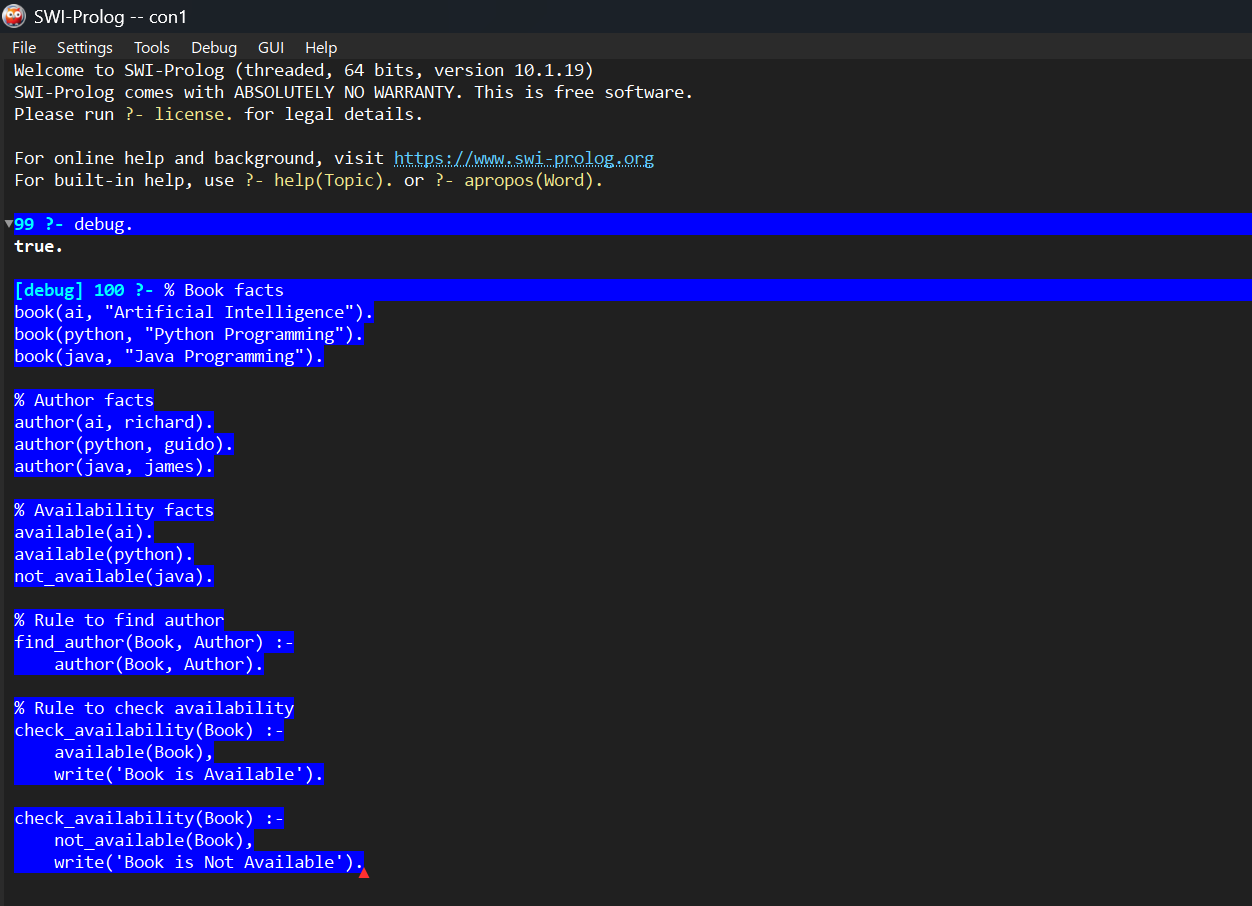 SWI-Prolog -- con1
File Settings Tools Debug GUI Help
Welcome to SWI-Prolog (threaded, 64 bits, version 10.1.19)
SWI-Prolog comes with ABSOLUTELY NO WARRANTY. This is free software.
Please run ?- license. for legal details.

For online help and background, visit https://www.swi-prolog.org
For built-in help, use ?- help(Topic). or ?- apropos(Word).

99 ?- debug.
true.

[debug] 100 ?- % Book facts
book(ai, "Artificial Intelligence").
book(python, "Python Programming").
book(java, "Java Programming").

% Author facts
author(ai, richard).
author(python, guido).
author(java, james).

% Availability facts
available(ai).
available(python).
not_available(java).

% Rule to find author
find_author(Book, Author) :-
    author(Book, Author).

% Rule to check availability
check_availability(Book) :-
    available(Book),
    write('Book is Available').

check_availability(Book) :-
    not_available(Book),
    write('Book is Not Available').